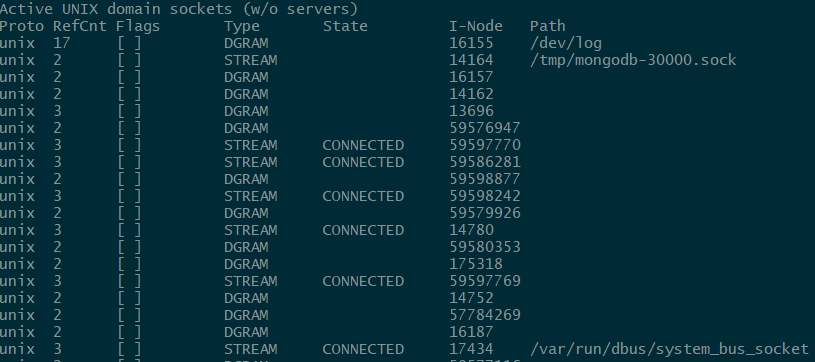 Active UNIX domain sockets (w/o servers)
Proto RefCnt Flags       Type       State         I-Node   Path
unix  17     [ ]         DGRAM                    16155    /dev/log
unix  2      [ ]         STREAM                   14164    /tmp/mongodb-30000.sock
unix  2      [ ]         DGRAM                    16157
unix  2      [ ]         DGRAM                    14162
unix  3      [ ]         DGRAM                    13696
unix  2      [ ]         DGRAM                    59576947
unix  3      [ ]         STREAM     CONNECTED     59597770
unix  3      [ ]         STREAM     CONNECTED     59586281
unix  2      [ ]         DGRAM                    59598877
unix  3      [ ]         STREAM     CONNECTED     59598242
unix  2      [ ]         DGRAM                    59579926
unix  3      [ ]         STREAM     CONNECTED     14780
unix  2      [ ]         DGRAM                    59580353
unix  2      [ ]         DGRAM                    175318
unix  3      [ ]         STREAM     CONNECTED     59597769
unix  2      [ ]         DGRAM                    14752
unix  2      [ ]         DGRAM                    57784269
unix  2      [ ]         DGRAM                    16187
unix  3      [ ]         STREAM     CONNECTED     17434    /var/run/dbus/system_bus_socket